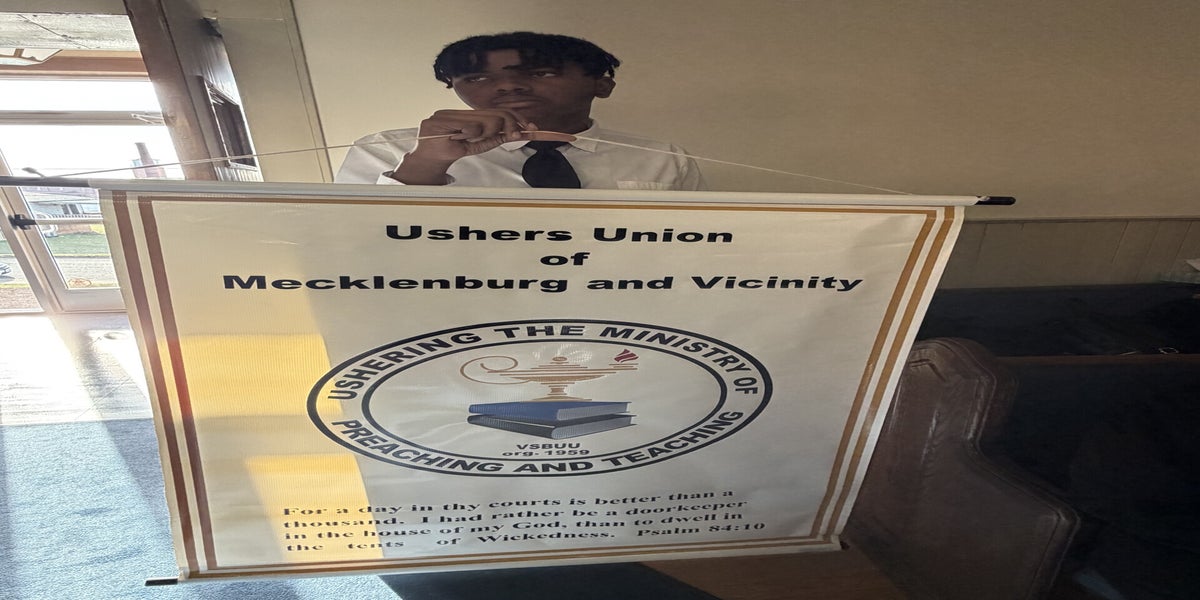 Ushers Union
of
Mecklenburg and Vicinity
USHERING THE MINISTRY OF
PREACHING AND TEACHING
VSBUU
org. 1959
For a day in thy courts is better than a
thousand. I had rather be a doorkeeper
in the house of my God, than to dwell in
the tents of Wickedness. Psalm 84:10